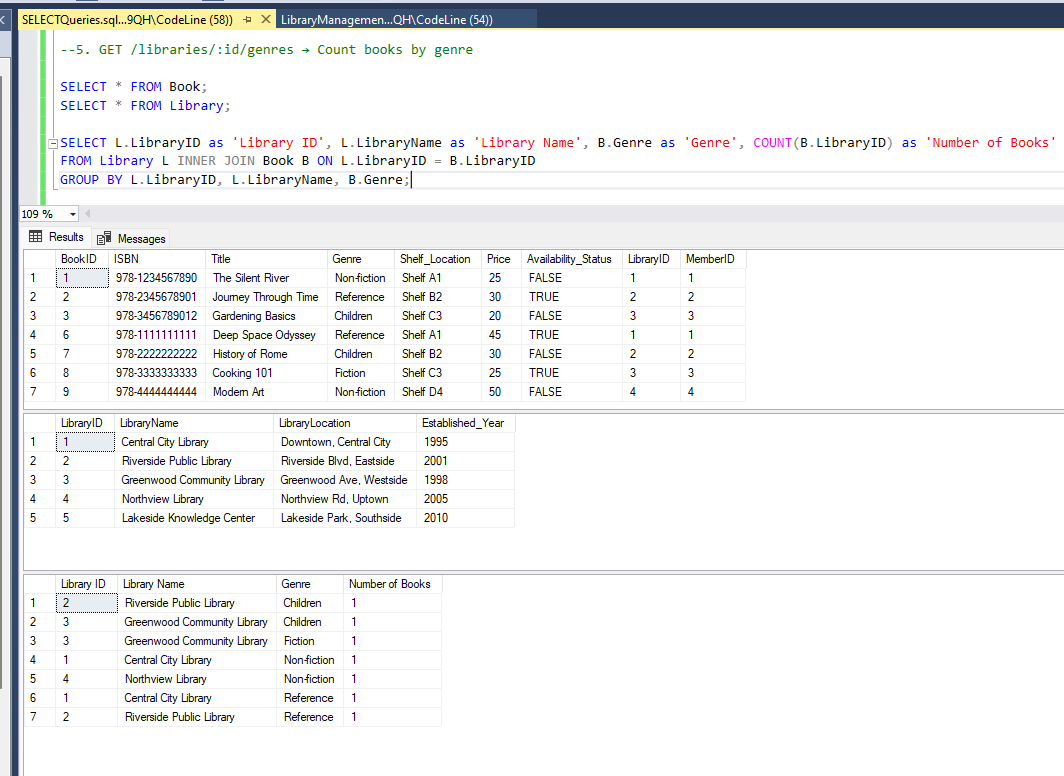 SELECTQueries.sql...9QH\CodeLine (58)) LibraryManagemen...QH\CodeLine (54))
--5. GET /libraries/:id/genres → Count books by genre
SELECT * FROM Book;
SELECT * FROM Library;
SELECT L.LibraryID as 'Library ID', L.LibraryName as 'Library Name', B.Genre as 'Genre', COUNT(B.LibraryID) as 'Number of Books'
FROM Library L INNER JOIN Book B ON L.LibraryID = B.LibraryID
GROUP BY L.LibraryID, L.LibraryName, B.Genre;
109 %
Results Messages
BookID ISBN Title Genre Shelf_Location Price Availability_Status LibraryID MemberID
1 1 978-1234567890 The Silent River Non-fiction Shelf A1 25 FALSE 1 1
2 2 978-2345678901 Journey Through Time Reference Shelf B2 30 TRUE 2 2
3 3 978-3456789012 Gardening Basics Children Shelf C3 20 FALSE 3 3
4 6 978-1111111111 Deep Space Odyssey Reference Shelf A1 45 TRUE 1 1
5 7 978-2222222222 History of Rome Children Shelf B2 30 FALSE 2 2
6 8 978-3333333333 Cooking 101 Fiction Shelf C3 25 TRUE 3 3
7 9 978-4444444444 Modern Art Non-fiction Shelf D4 50 FALSE 4 4
LibraryID LibraryName LibraryLocation Established_Year
1 1 Central City Library Downtown, Central City 1995
2 2 Riverside Public Library Riverside Blvd, Eastside 2001
3 3 Greenwood Community Library Greenwood Ave, Westside 1998
4 4 Northview Library Northview Rd, Uptown 2005
5 5 Lakeside Knowledge Center Lakeside Park, Southside 2010
Library ID Library Name Genre Number of Books
1 2 Riverside Public Library Children 1
2 3 Greenwood Community Library Children 1
3 3 Greenwood Community Library Fiction 1
4 1 Central City Library Non-fiction 1
5 4 Northview Library Non-fiction 1
6 1 Central City Library Reference 1
7 2 Riverside Public Library Reference 1